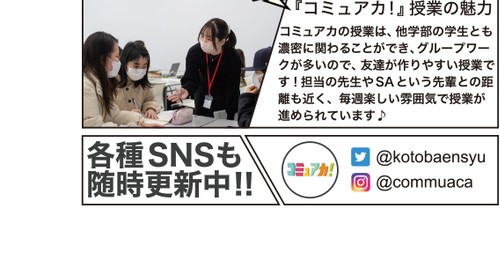 『コミュアカ!』授業の魅力
コミュアカの授業は、他学部の学生とも
濃密に関わることができ、グループワー
クが多いので、友達が作りやすい授業で
す!担当の先生やSAという先輩との距
離も近く、毎週楽しい雰囲気で授業が
進められています♪
各種SNSも
随時更新中!!
コミュアカ!
@kotobaensyu
@commuaca